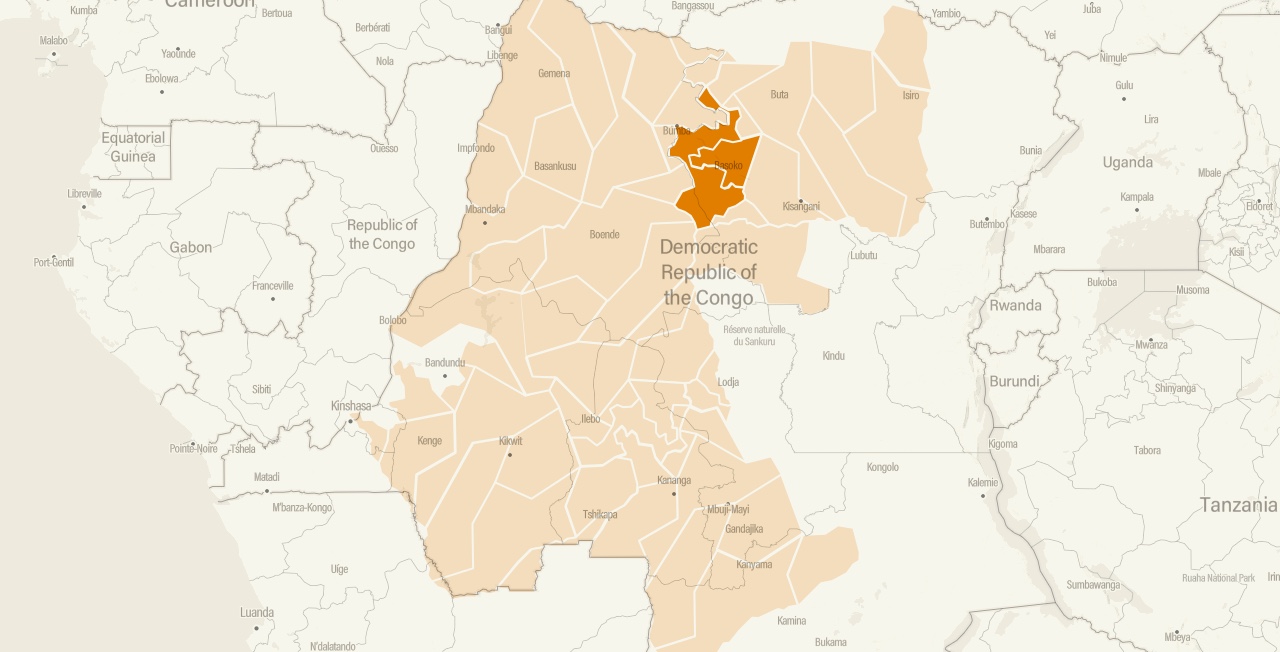 Cameroon
Kumba
Bertoua
Bangassou
Yambio
Juba
Berbérati
Bangui
Yei
Malabo
Yaoundé
Libenge
Nimule
Nola
Ebolowa
Gemena
Buta
Isiro
Gulu
Lira
Equatorial
Guinea
Ouesso
Impfondo
Bumba
Bunia
Basankusu
Basoko
Uganda
Mbale
Libreville
Kampala
Mbandaka
Kisangani
Kasese
Eldoret
Republic of
the Congo
Boende
Butembo
Gabon
Democratic
Republic of
the Congo
Mbarara
Kisii
Port-Gentil
Lubutu
Franceville
Bukoba
Musoma
Rwanda
Bolobo
Réserve naturelle
du Sankuru
Mwanza
Bandundu
Kindu
Sibiti
Lodja
Burundi
Shinyanga
Kinshasa
Ilebo
Pointe-Noire
Tshela
Kenge
Kikwit
Kigoma
Tabora
Matadi
Kananga
Kongolo
Kalemie
M'banza-Kongo
Mbuji-Mayi
Tanzania
Tshikapa
Gandajika
Uíge
Kanyama
Ruaha National Park
Irin
Sumbawanga
Luanda
Kamina
N'dalatando
Bukama
Mbeya